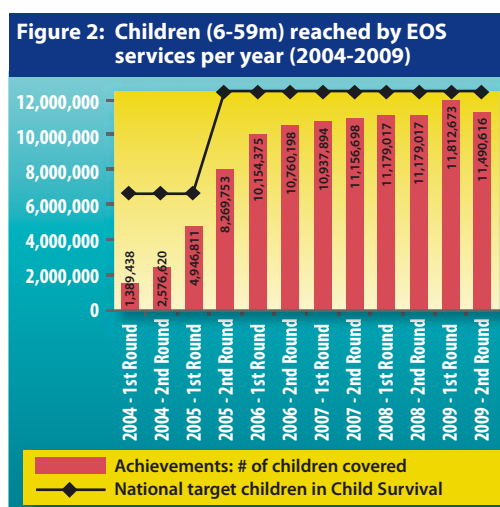 Figure 2: Children (6-59m) reached by EOS
services per year (2004-2009)
12,000,000
10,000,000
8,000,000
6,000,000
4,000,000
2,000,000
0
1,389,438
2,576,620
4,946,811
8,269,753
10,154,375
10,760,198
10,937,894
11,156,698
11,179,017
11,179,017
11,812,673
11,490,616
2004 - 1st Round
2004 - 2nd Round
2005 - 1st Round
2005 - 2nd Round
2006 - 1st Round
2006 - 2nd Round
2007 - 1st Round
2007 - 2nd Round
2008 - 1st Round
2008 - 2nd Round
2009 - 1st Round
2009 - 2nd Round
Achievements: # of children covered
National target children in Child Survival